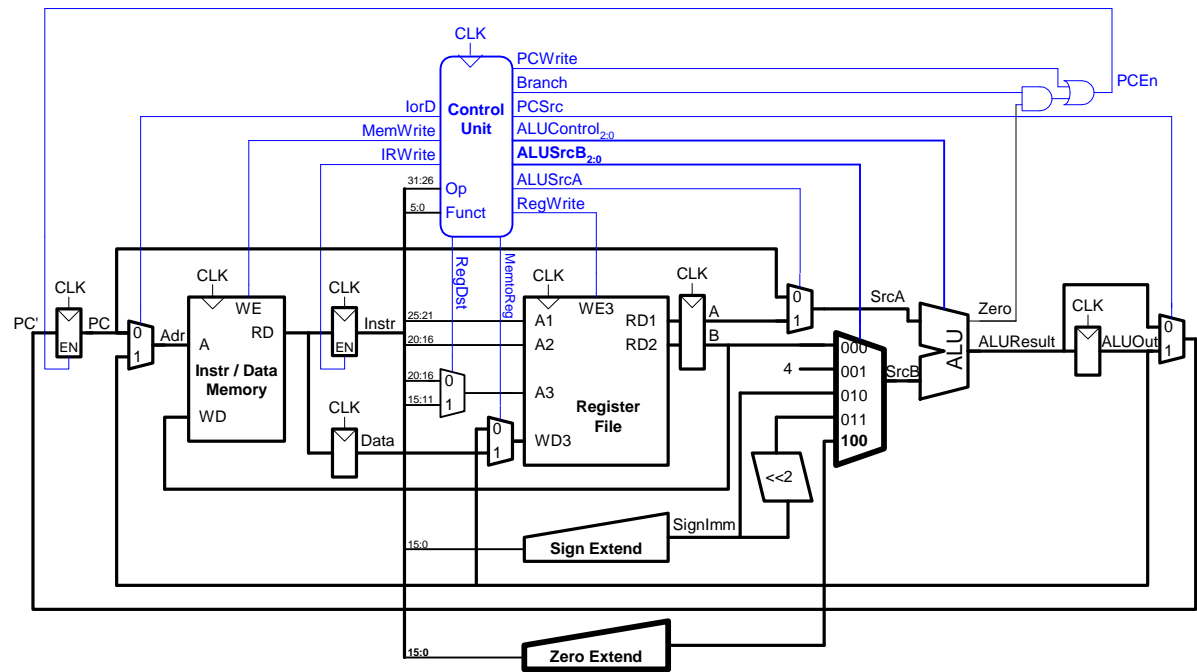 CLK
PCWrite
Branch
PCEn
IorD
Control
Unit
PCSrc
MemWrite
ALUControl2:0
IRWrite
ALUSrcB2:0
31:26
Op
ALUSrcA
5:0
Funct
RegWrite
CLK
CLK
CLK
RegDst
MemtoReg
CLK
CLK
PC'
PC
EN
0
1
Adr
A
WE
RD
Instr / Data
Memory
WD
EN
Instr
25:21
20:16
20:16
15:11
0
1
A1
A2
A3
WD3
WE3
RD1
RD2
Register
File
A
B
0
1
SrcA
4
000
001
010
011
100
SrcB
ALU
Zero
ALUResult
CLK
ALUOut
0
1
CLK
Data
0
1
<<2
15:0
Sign Extend
SignImm
15:0
Zero Extend